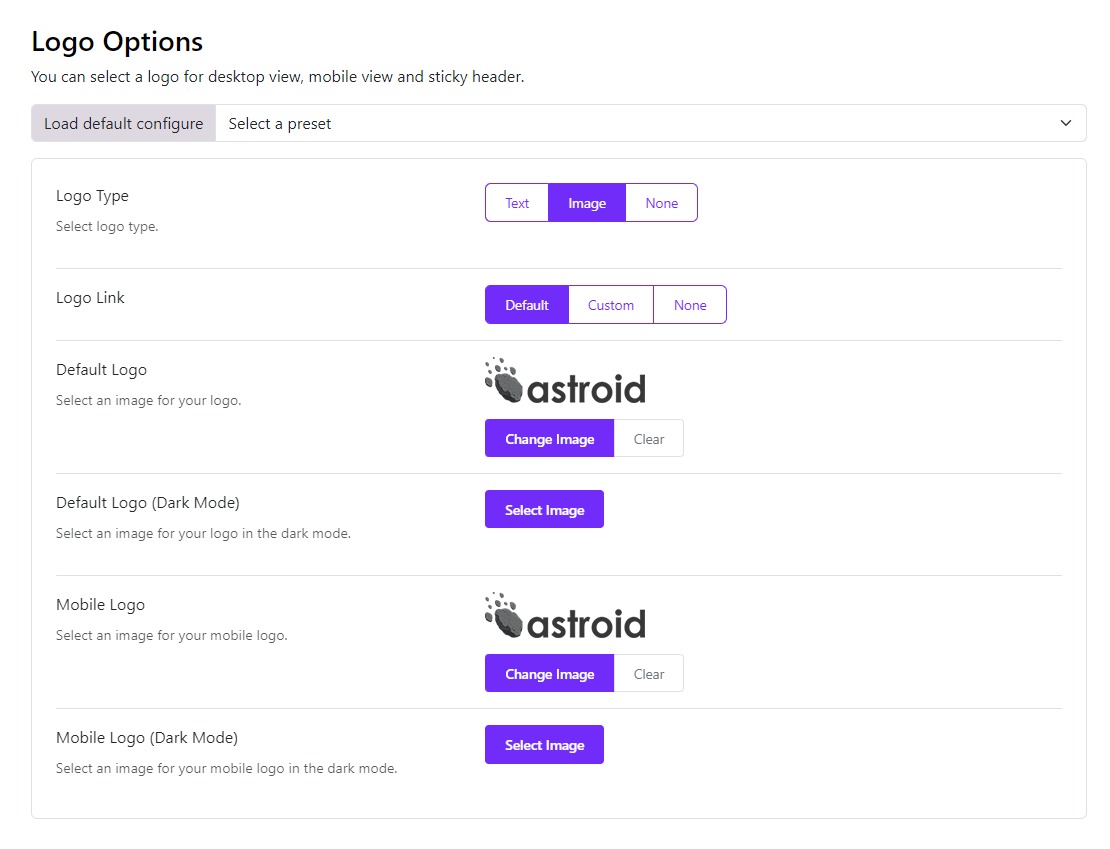 Logo Options
You can select a logo for desktop view, mobile view and sticky header.
Load default configure Select a preset
Logo Type
Text Image None
Select logo type.
Logo Link
Default Custom None
Default Logo
astroid
Select an image for your logo.
Change Image Clear
Default Logo (Dark Mode)
Select Image
Select an image for your logo in the dark mode.
Mobile Logo
astroid
Select an image for your mobile logo.
Change Image Clear
Mobile Logo (Dark Mode)
Select Image
Select an image for your mobile logo in the dark mode.